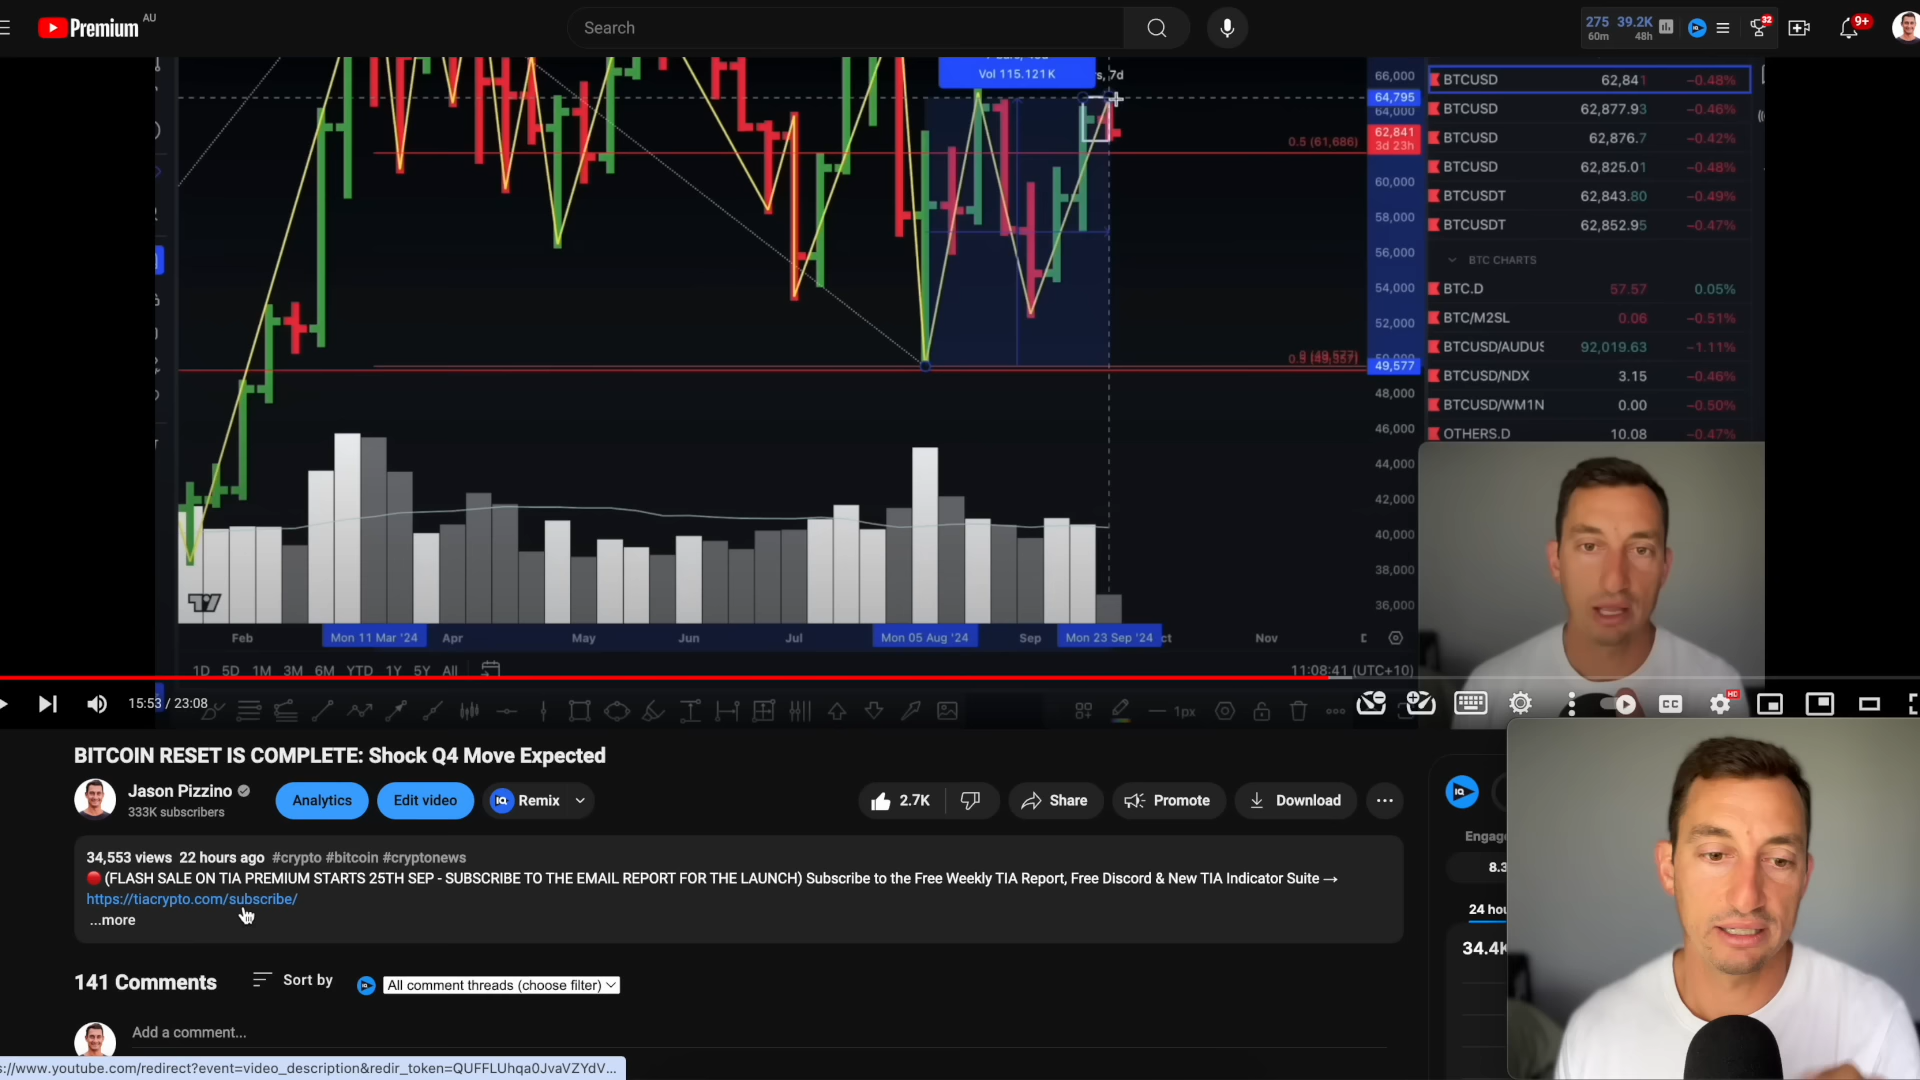 Premium AU
Search
275 39.2K
60m 48h
32
9+
Vol 115.121K
s, 7d
66,000
64,795
64,000
62,841
3d 23h
0.5 (61,686)
60,000
58,000
56,000
54,000
52,000
49,577
48,000
46,000
44,000
42,000
40,000
38,000
36,000
BTCUSD 62,841 −0.48%
BTCUSD 62,877.93 −0.46%
BTCUSD 62,876.7 −0.42%
BTCUSD 62,825.01 −0.48%
BTCUSDT 62,843.80 −0.49%
BTCUSDT 62,852.95 −0.47%
BTC CHARTS
BTC.D 57.57 0.05%
BTC/M2SL 0.06 −0.51%
BTCUSD/AUDUS 92,019.63 −1.11%
BTCUSD/NDX 3.15 −0.46%
BTCUSD/WM1N 0.00 −0.50%
OTHERS.D 10.08 −0.47%
Feb Mon 11 Mar '24 Apr May Jun Jul Mon 05 Aug '24 Sep Mon 23 Sep '24 ct Nov
1D 5D 1M 3M 6M YTD 1Y 5Y All 11:08:41 (UTC+10)
15:53 / 23:08 1px CC HD
BITCOIN RESET IS COMPLETE: Shock Q4 Move Expected
Jason Pizzino
333K subscribers
Analytics Edit video IQ Remix 2.7K Share Promote Download
34,553 views 22 hours ago #crypto #bitcoin #cryptonews
(FLASH SALE ON TIA PREMIUM STARTS 25TH SEP - SUBSCRIBE TO THE EMAIL REPORT FOR THE LAUNCH) Subscribe to the Free Weekly TIA Report, Free Discord & New TIA Indicator Suite →
https://tiacrypto.com/subscribe/
...more
141 Comments Sort by All comment threads (choose filter)
Add a comment...
s://www.youtube.com/redirect?event=video_description&redir_token=QUFFLUhqa0JvaVZYdV...
IQ
Engage
8.3
24 hou
34.4K